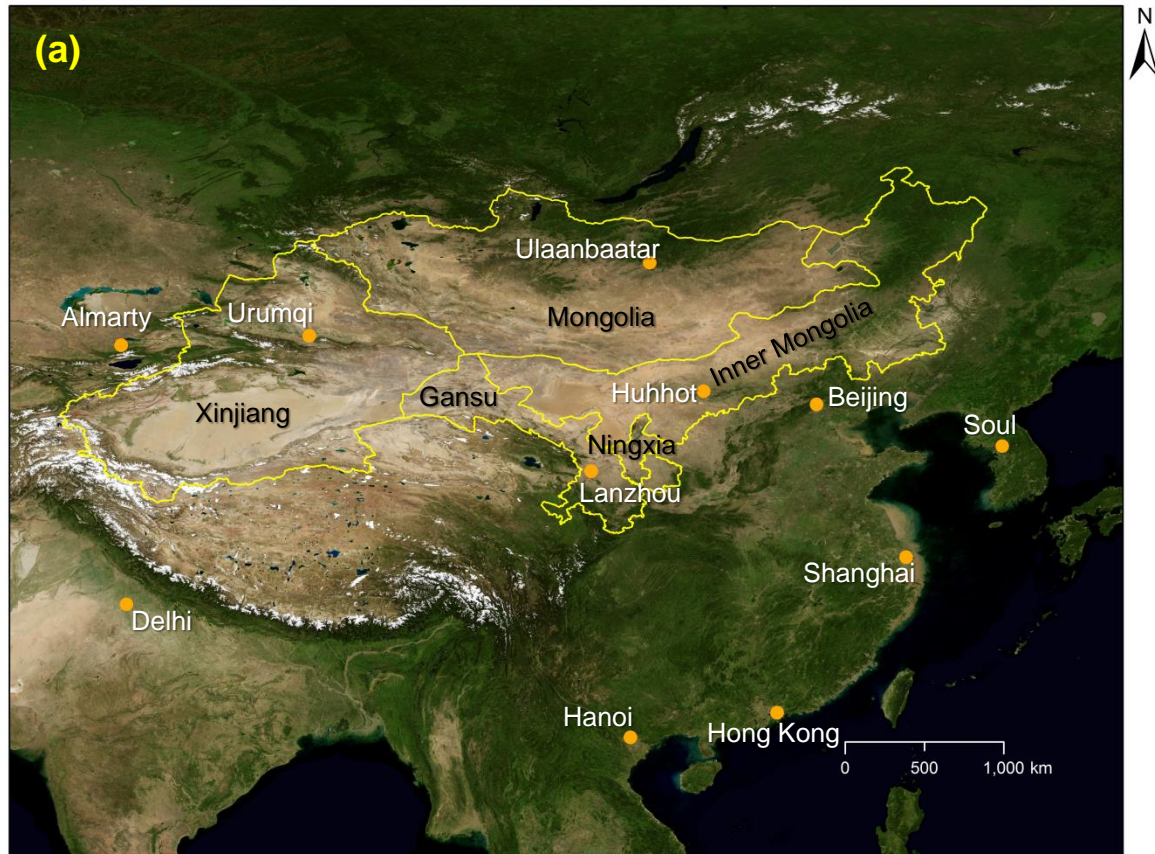 N
(a)
Ulaanbaatar
Almarty
Urumqi
Mongolia
Inner Mongolia
Xinjiang
Gansu
Huhhot
Beijing
Soul
Ningxia
Lanzhou
Shanghai
Delhi
Hanoi
Hong Kong
0 500 1,000 km